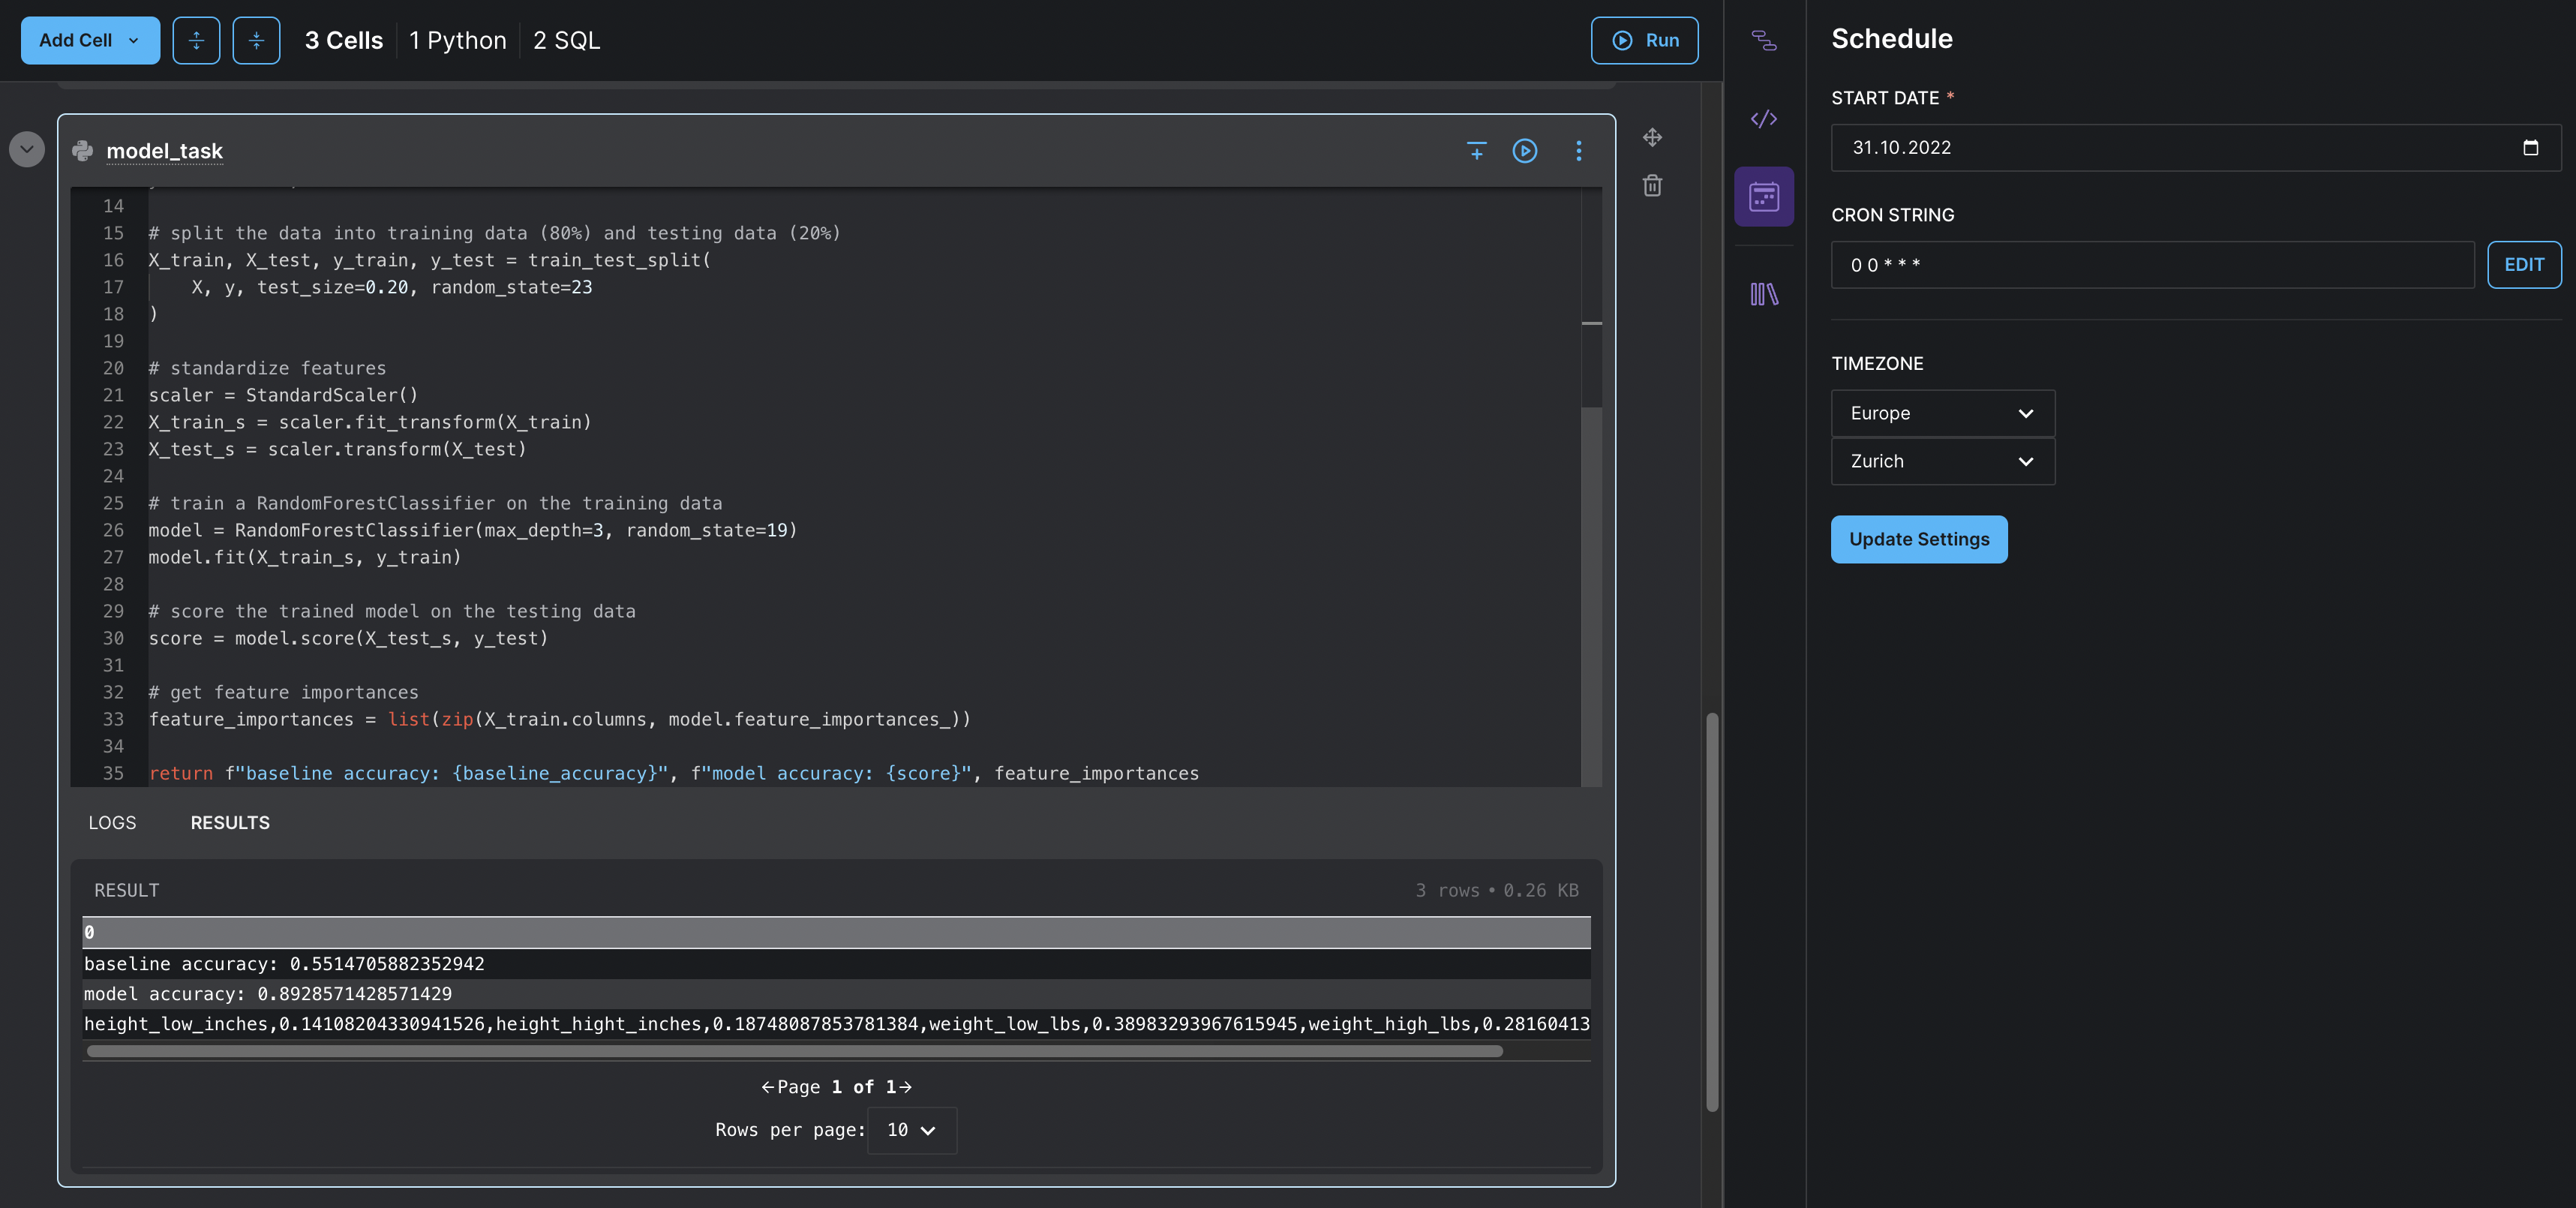 Add Cell
3 Cells
1 Python
2 SQL
Run
model_task
14
15 # split the data into training data (80%) and testing data (20%)
16 X_train, X_test, y_train, y_test = train_test_split(
17     X, y, test_size=0.20, random_state=23
18 )
19
20 # standardize features
21 scaler = StandardScaler()
22 X_train_s = scaler.fit_transform(X_train)
23 X_test_s = scaler.transform(X_test)
24
25 # train a RandomForestClassifier on the training data
26 model = RandomForestClassifier(max_depth=3, random_state=19)
27 model.fit(X_train_s, y_train)
28
29 # score the trained model on the testing data
30 score = model.score(X_test_s, y_test)
31
32 # get feature importances
33 feature_importances = list(zip(X_train.columns, model.feature_importances_))
34
35 return f"baseline accuracy: {baseline_accuracy}", f"model accuracy: {score}", feature_importances
LOGS
RESULTS
RESULT
3 rows • 0.26 KB
0
baseline accuracy: 0.5514705882352942
model accuracy: 0.8928571428571429
height_low_inches,0.14108204330941526,height_hight_inches,0.18748087853781384,weight_low_lbs,0.38983293967615945,weight_high_lbs,0.28160413
←Page 1 of 1→
Rows per page: 10
Schedule
START DATE *
31.10.2022
CRON STRING
0 0 * * *
EDIT
TIMEZONE
Europe
Zurich
Update Settings